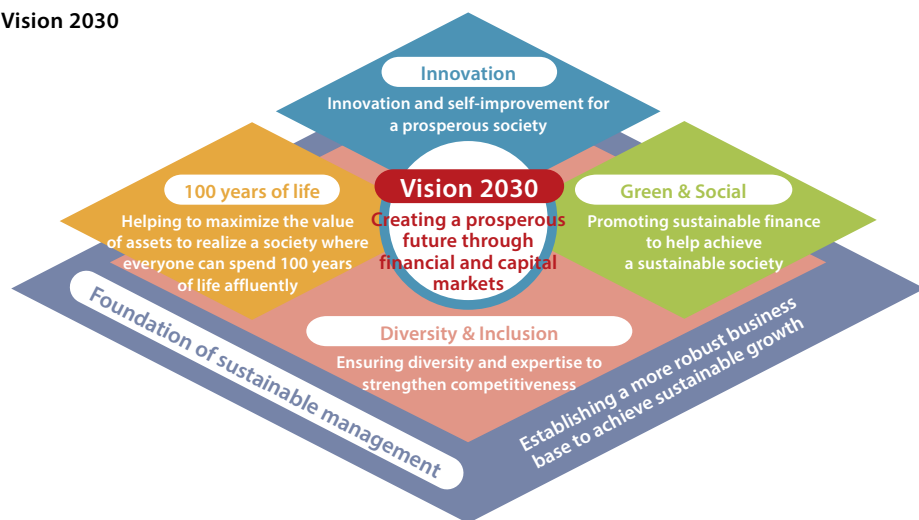 Vision 2030
Innovation
Innovation and self-improvement for
a prosperous society
100 years of life
Helping to maximize the value
of assets to realize a society where
everyone can spend 100 years
of life affluently
Vision 2030
Creating a prosperous
future through
financial and capital
markets
Green & Social
Promoting sustainable finance
to help achieve
a sustainable society
Diversity & Inclusion
Ensuring diversity and expertise to
strengthen competitiveness
Foundation of sustainable management
Establishing a more robust business
base to achieve sustainable growth